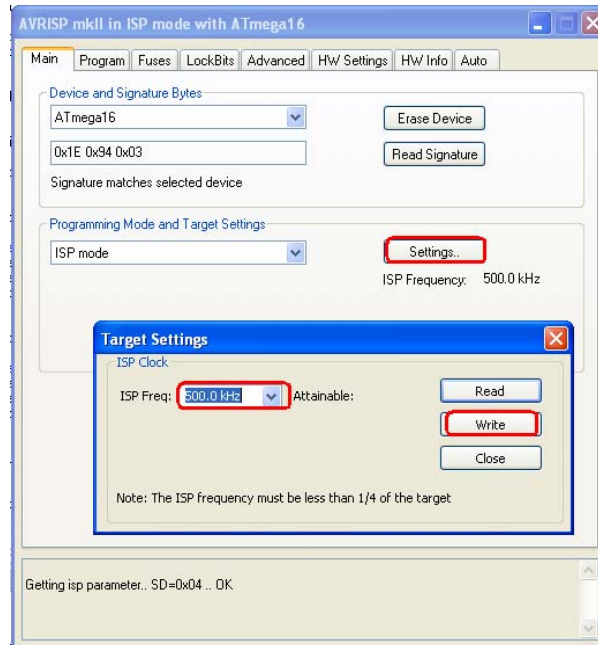 AVRISP mkII in ISP mode with ATmega16
Main Program Fuses LockBits Advanced HW Settings HW Info Auto
Device and Signature Bytes
ATmega16
Erase Device
0x1E 0x94 0x03
Read Signature
Signature matches selected device
Programming Mode and Target Settings
ISP mode
Settings..
ISP Frequency: 500.0 kHz
Target Settings
ISP Clock
ISP Freq: 500.0 kHz Attainable:
Read
Write
Close
Note: The ISP frequency must be less than 1/4 of the target
Getting isp parameter.. SD=0x04 .. OK